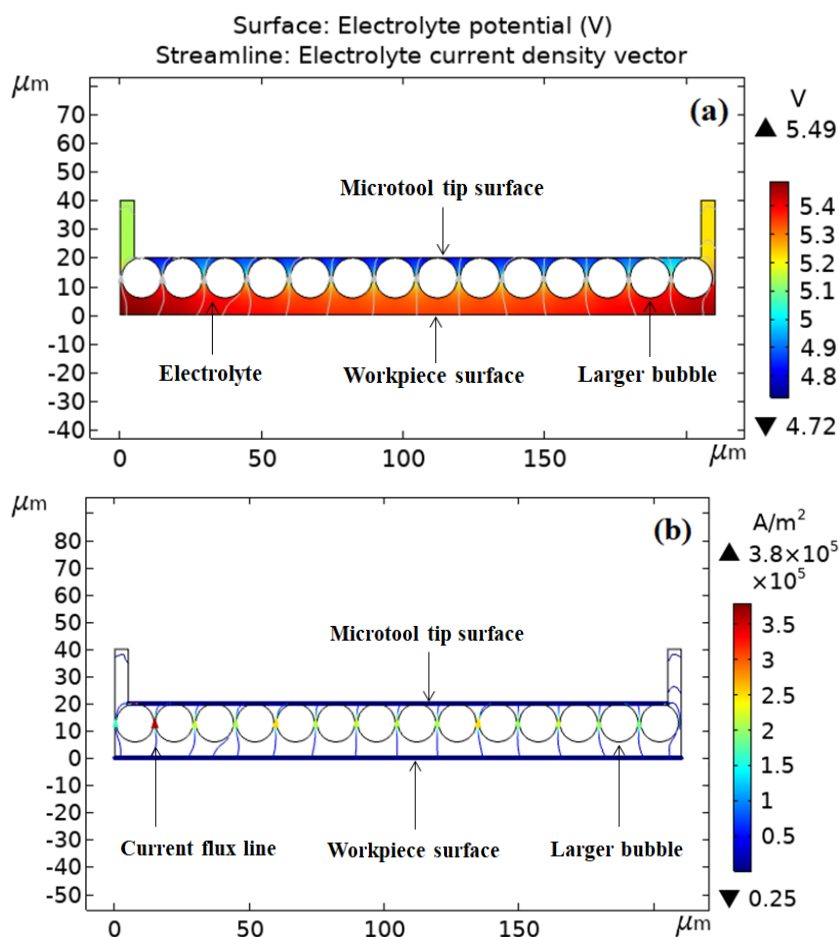 Surface: Electrolyte potential (V)
Streamline: Electrolyte current density vector
μm
(a)
V
▲ 5.49
70
60
50
40
30
20
10
0
-10
-20
-30
-40
Microtool tip surface
Electrolyte
Workpiece surface
Larger bubble
5.4
5.3
5.2
5.1
5
4.9
4.8
▼ 4.72
0
50
100
150
μm
μm
(b)
A/m²
▲ 3.8×10⁵
×10⁵
80
70
60
50
40
30
20
10
0
-10
-20
-30
-40
-50
Microtool tip surface
Current flux line
Workpiece surface
Larger bubble
3.5
3
2.5
2
1.5
1
0.5
▼ 0.25
0
50
100
150
μm